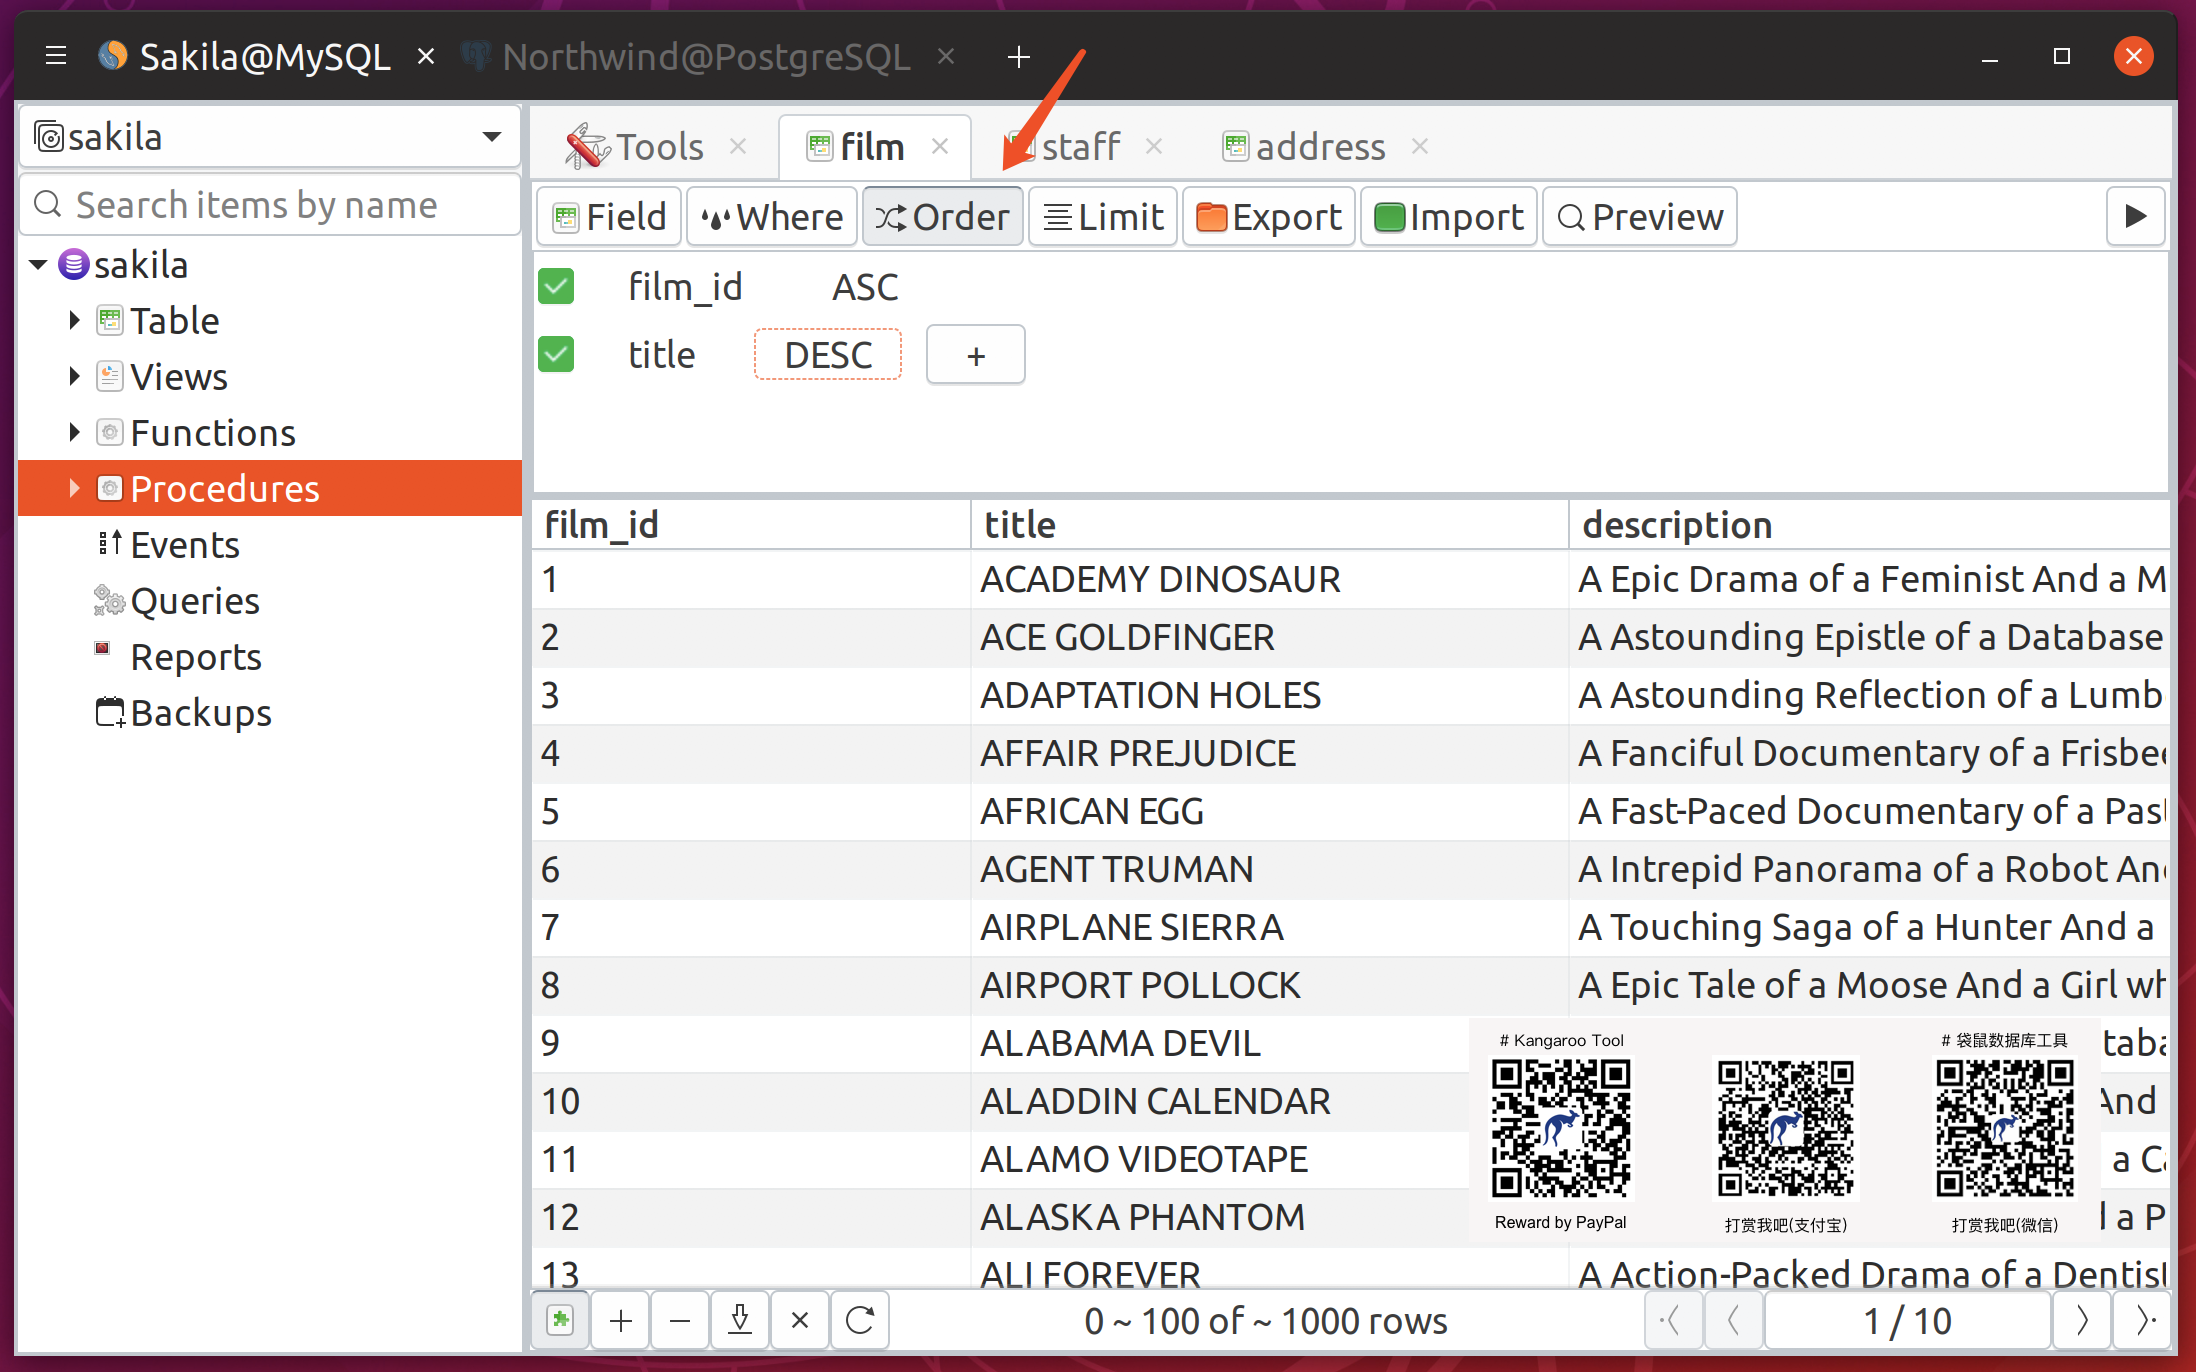 Sakila@MySQL
Northwind@PostgreSQL
sakila
Search items by name
sakila
Table
Views
Functions
Procedures
Events
Queries
Reports
Backups
Tools
film
staff
address
Field
Where
Order
Limit
Export
Import
Preview
film_id ASC
title DESC +
film_id title description
1 ACADEMY DINOSAUR A Epic Drama of a Feminist And a M
2 ACE GOLDFINGER A Astounding Epistle of a Database
3 ADAPTATION HOLES A Astounding Reflection of a Lumb
4 AFFAIR PREJUDICE A Fanciful Documentary of a Frisbe
5 AFRICAN EGG A Fast-Paced Documentary of a Past
6 AGENT TRUMAN A Intrepid Panorama of a Robot An
7 AIRPLANE SIERRA A Touching Saga of a Hunter And a
8 AIRPORT POLLOCK A Epic Tale of a Moose And a Girl wh
9 ALABAMA DEVIL taba
10 ALADDIN CALENDAR And
11 ALAMO VIDEOTAPE a Ca
12 ALASKA PHANTOM d a P
13 ALI FOREVER A Action-Packed Drama of a Dentist
# Kangaroo Tool
# 袋鼠数据库工具
Reward by PayPal
打赏我吧(支付宝)
打赏我吧(微信)
0 ~ 100 of ~ 1000 rows
1 / 10